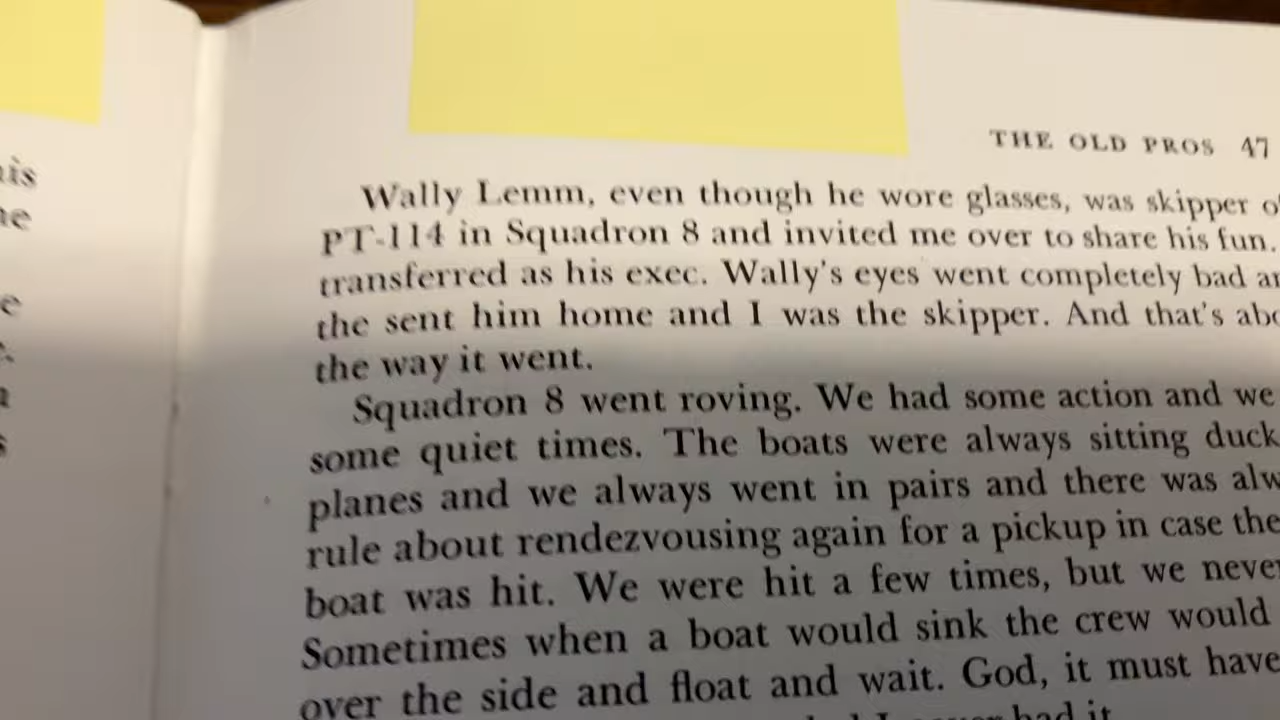 THE OLD PROS 47
Wally Lemm, even though he wore glasses, was skipper
PT-114 in Squadron 8 and invited me over to share his fun.
transferred as his exec. Wally's eyes went completely bad
the sent him home and I was the skipper. And that's
the way it went.
Squadron 8 went roving. We had some action and we
some quiet times. The boats were always sitting
planes and we always went in pairs and there was
rule about rendezvousing again for a pickup in case
boat was hit. We were hit a few times, but we
Sometimes when a boat would sink the crew would
over the side and float and wait. God, it must have
had it